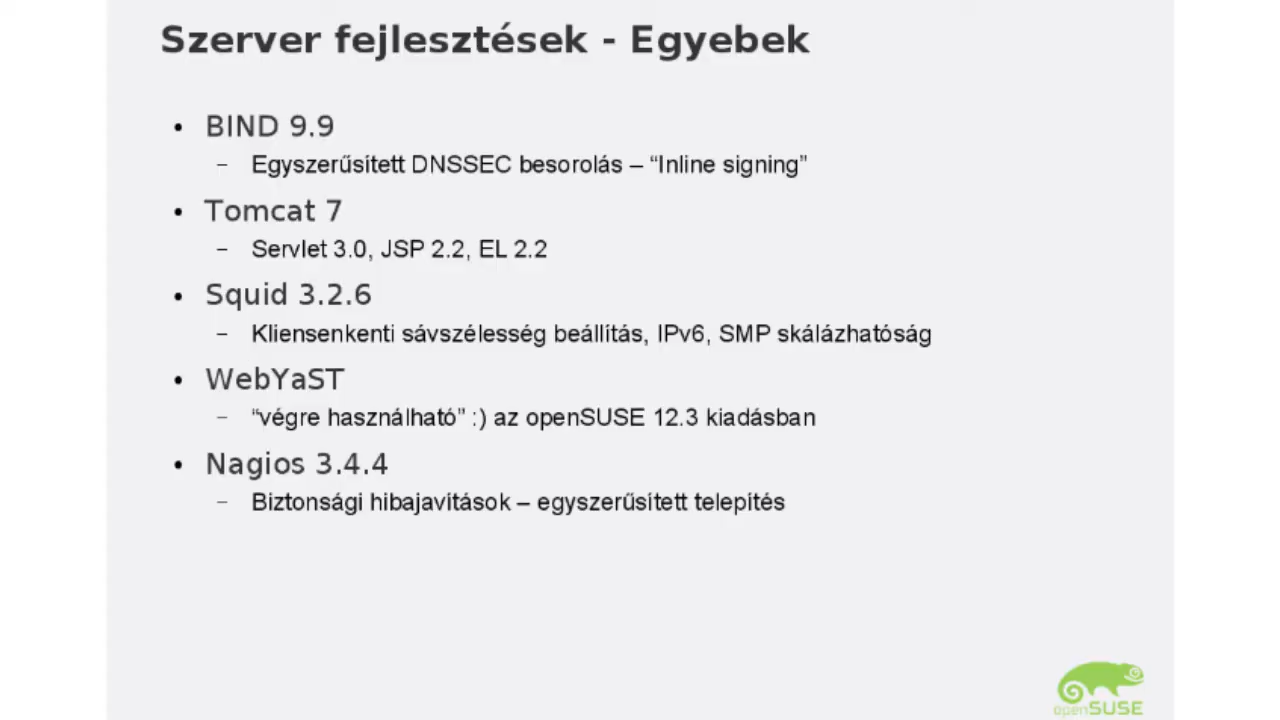 Szerver fejlesztések - Egyebek
• BIND 9.9
– Egyszerűsített DNSSEC besorolás – “Inline signing”
• Tomcat 7
– Servlet 3.0, JSP 2.2, EL 2.2
• Squid 3.2.6
– Kliensenkenti sávszélesség beállítás, IPv6, SMP skálázhatóság
• WebYaST
– “végre használható” :) az openSUSE 12.3 kiadásban
• Nagios 3.4.4
– Biztonsági hibajavítások – egyszerűsített telepítés
openSUSE